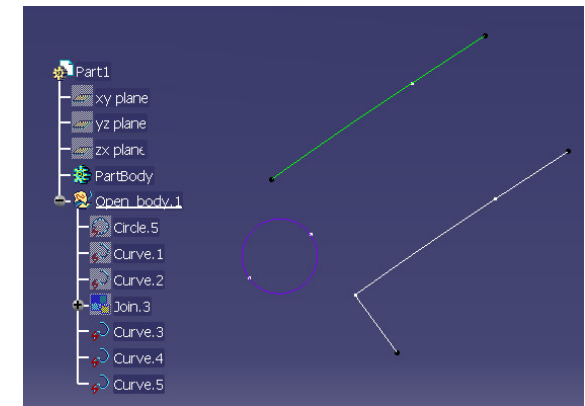 Part1
xy plane
yz plane
zx plane
PartBody
Open_body.1
Circle.5
Curve.1
Curve.2
Join.3
Curve.3
Curve.4
Curve.5